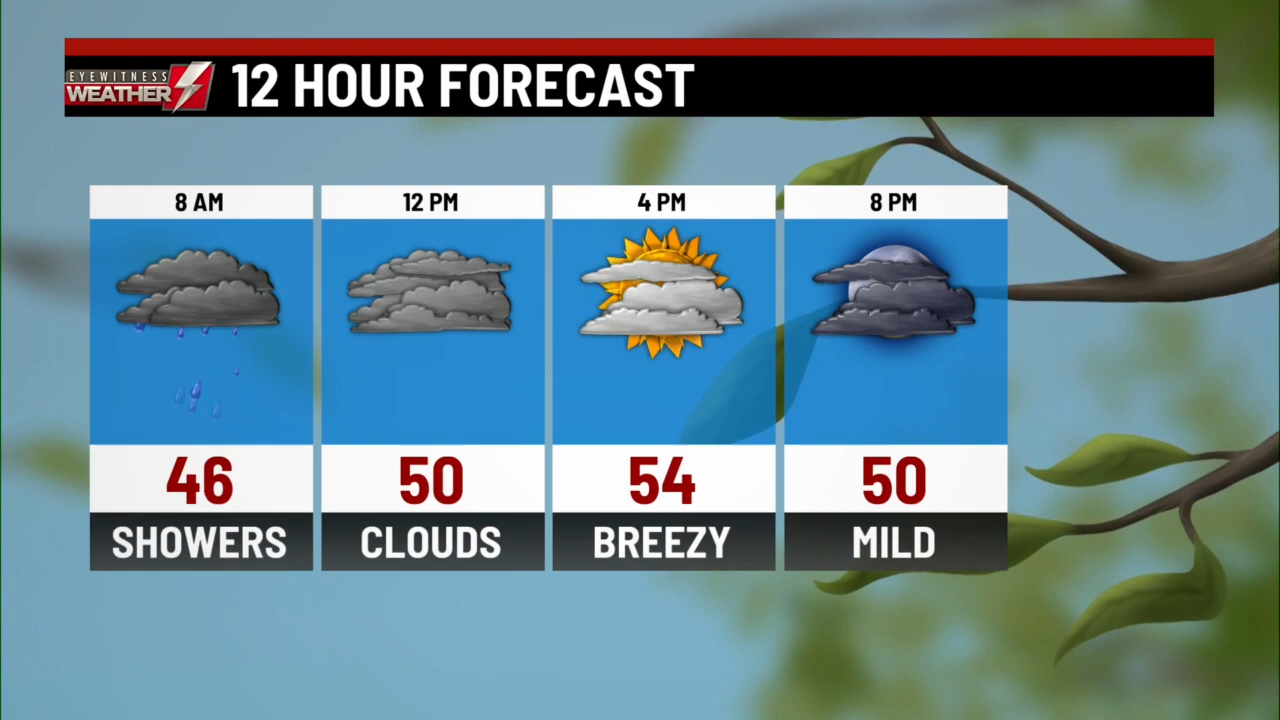 EYEWITNESS
WEATHER
12 HOUR FORECAST
8 AM
12 PM
4 PM
8 PM
46
50
54
50
SHOWERS
CLOUDS
BREEZY
MILD